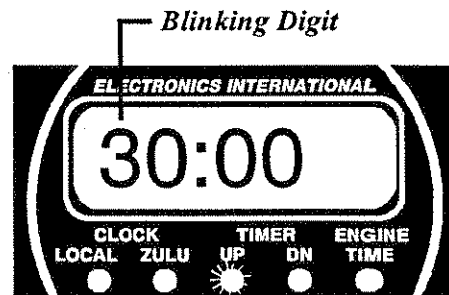 Blinking Digit
ELECTRONICS INTERNATIONAL
30:00
CLOCK TIMER ENGINE
LOCAL ZULU UP DN TIME